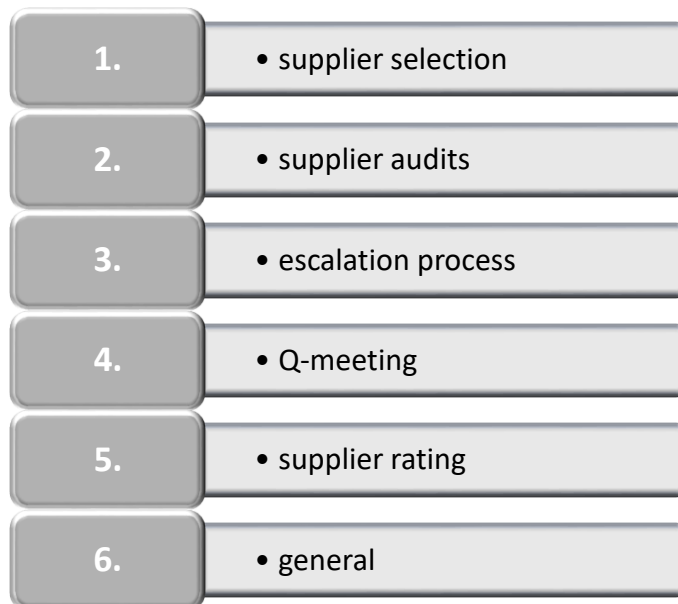 1. • supplier selection
2. • supplier audits
3. • escalation process
4. • Q-meeting
5. • supplier rating
6. • general